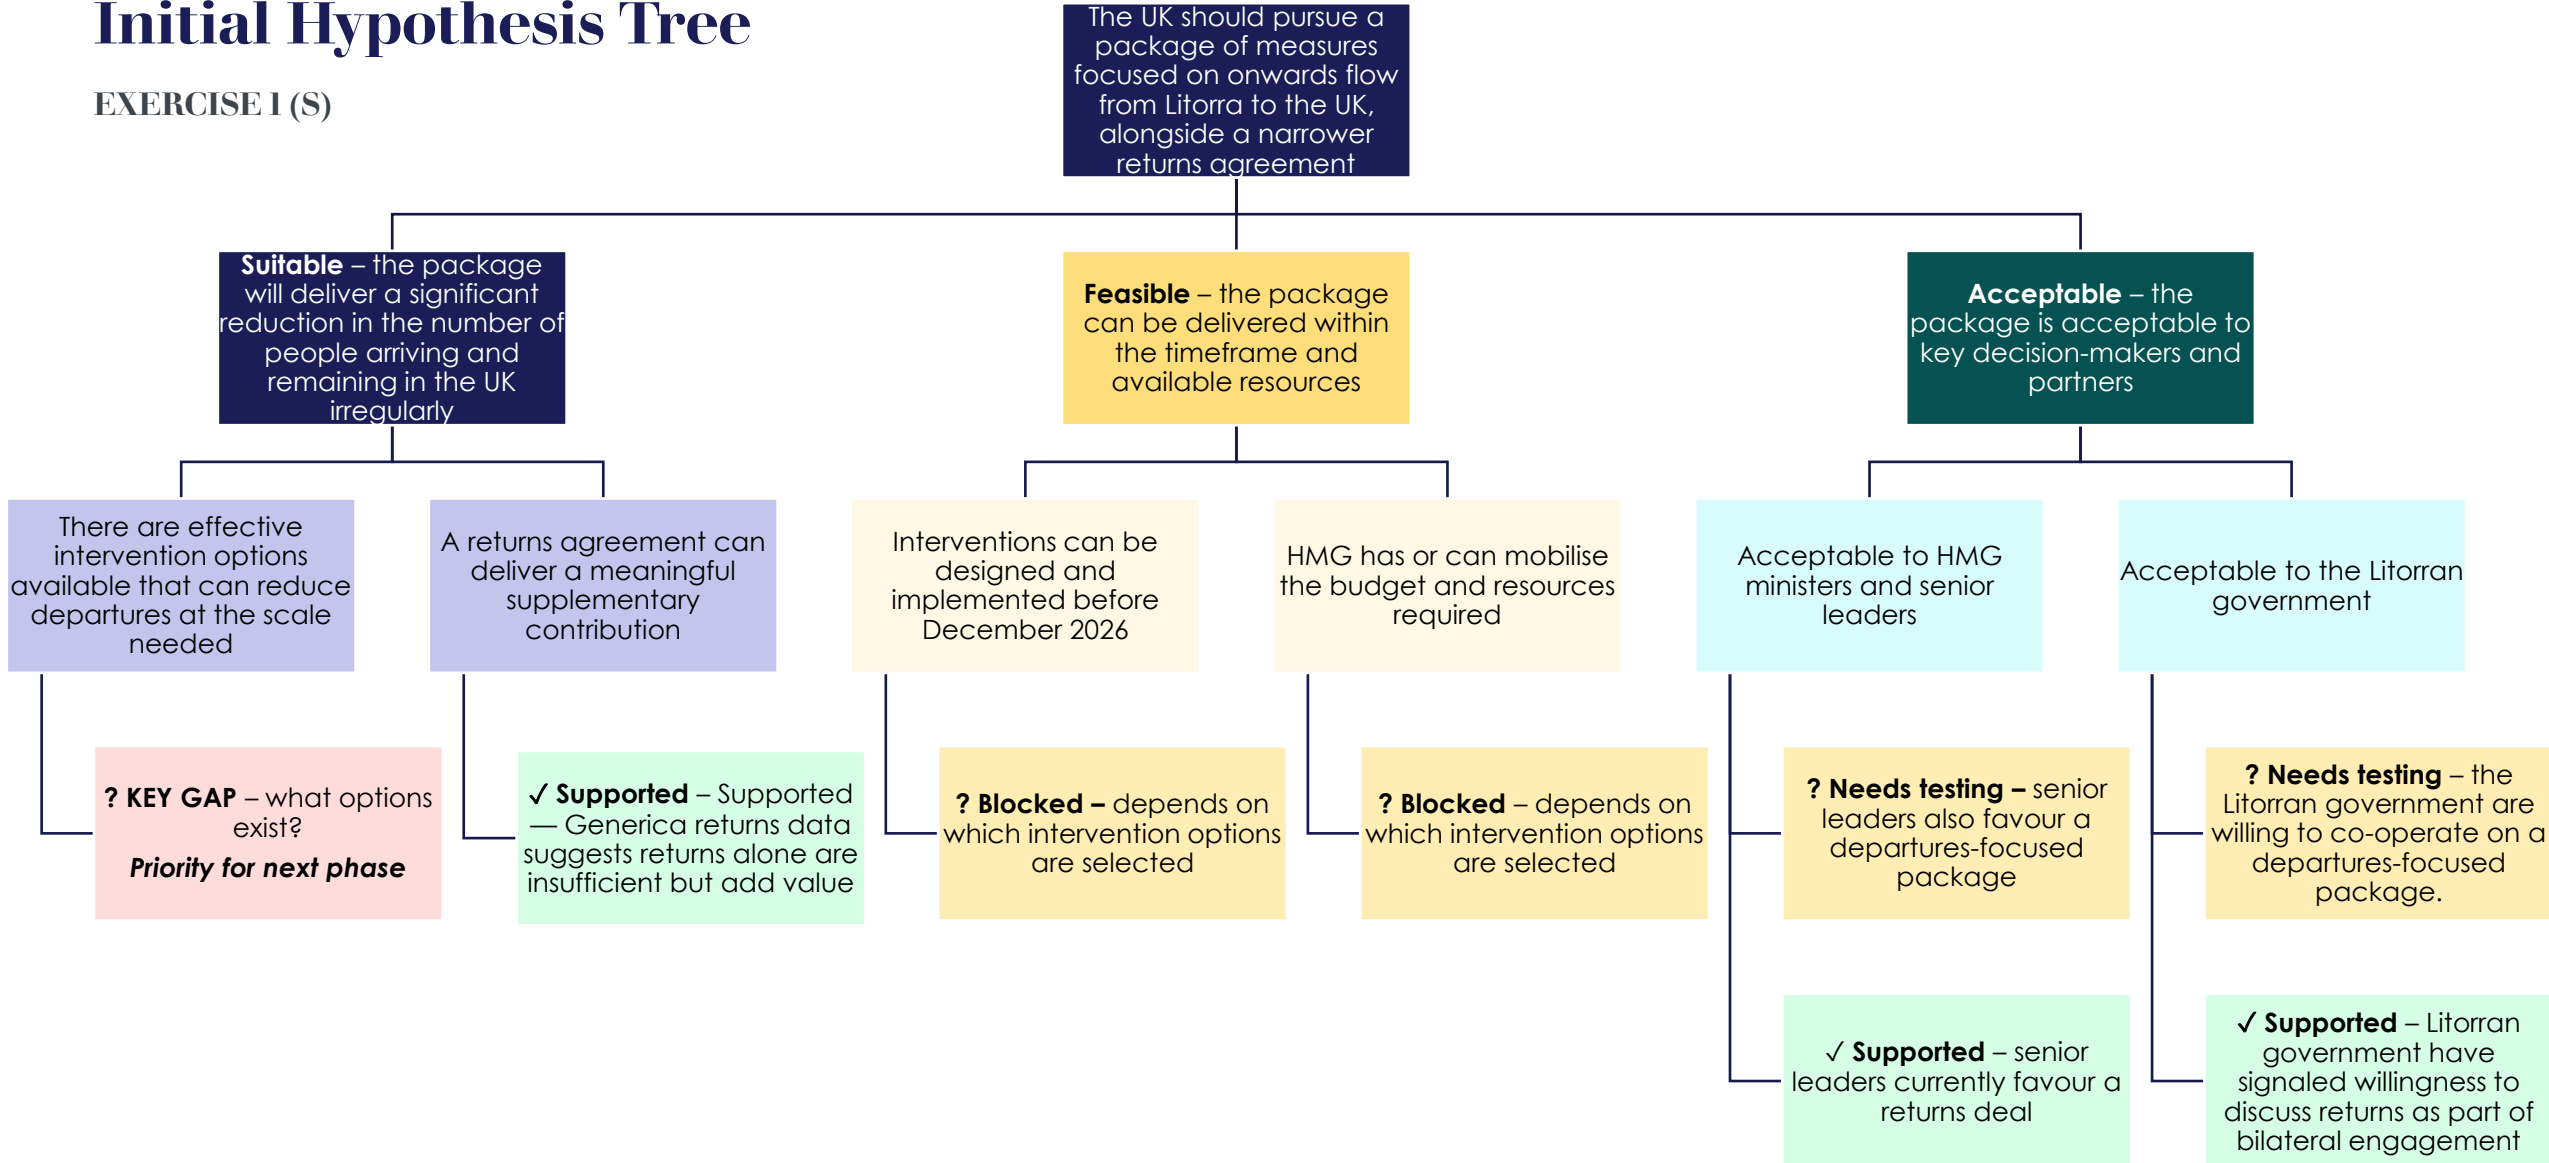 Initial Hypothesis Tree
EXERCISE 1 (S)
The UK should pursue a
package of measures
focused on onwards flow
from Litorra to the UK,
alongside a narrower
returns agreement
Suitable – the package
will deliver a significant
reduction in the number of
people arriving and
remaining in the UK
irregularly
Feasible – the package
can be delivered within
the timeframe and
available resources
Acceptable – the
package is acceptable to
key decision-makers and
partners
There are effective
intervention options
available that can reduce
departures at the scale
needed
A returns agreement can
deliver a meaningful
supplementary
contribution
Interventions can be
designed and
implemented before
December 2026
HMG has or can mobilise
the budget and resources
required
Acceptable to HMG
ministers and senior
leaders
Acceptable to the Litorran
government
? KEY GAP – what options
exist?
Priority for next phase
✓ Supported – Supported
— Generica returns data
suggests returns alone are
insufficient but add value
? Blocked – depends on
which intervention options
are selected
? Blocked – depends on
which intervention options
are selected
? Needs testing – senior
leaders also favour a
departures-focused
package
? Needs testing – the
Litorran government are
willing to co-operate on a
departures-focused
package.
✓ Supported – senior
leaders currently favour a
returns deal
✓ Supported – Litorran
government have
signaled willingness to
discuss returns as part of
bilateral engagement